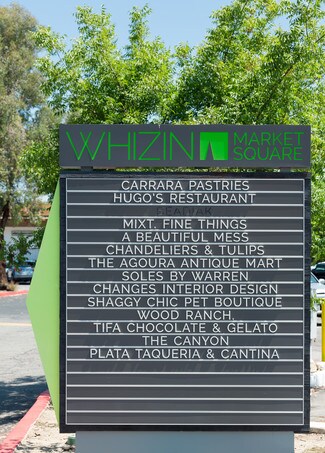 WHIZIN MARKET
SQUARE
CARRARA PASTRIES
HUGO'S RESTAURANT
MIXT. FINE THINGS
A BEAUTIFUL MESS
CHANDELIERS & TULIPS
THE AGOURA ANTIQUE MART
SOLES BY WARREN
CHANGES INTERIOR DESIGN
SHAGGY CHIC PET BOUTIQUE
WOOD RANCH,
TIFA CHOCOLATE & GELATO
THE CANYON
PLATA TAQUERIA & CANTINA